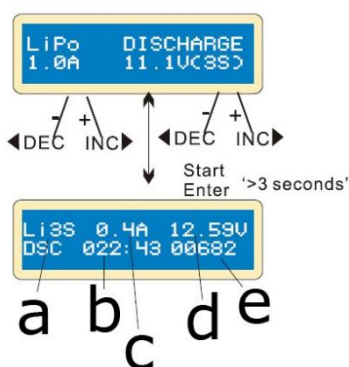 LiPo DISCHARGE
1.0A 11.1V(3S)
- + - +
◀DEC INC▶ ◀DEC INC▶
Start
Enter '>3 seconds'
Li3S 0.4A 12.59V
DSC 022:43 00682
a b c d e